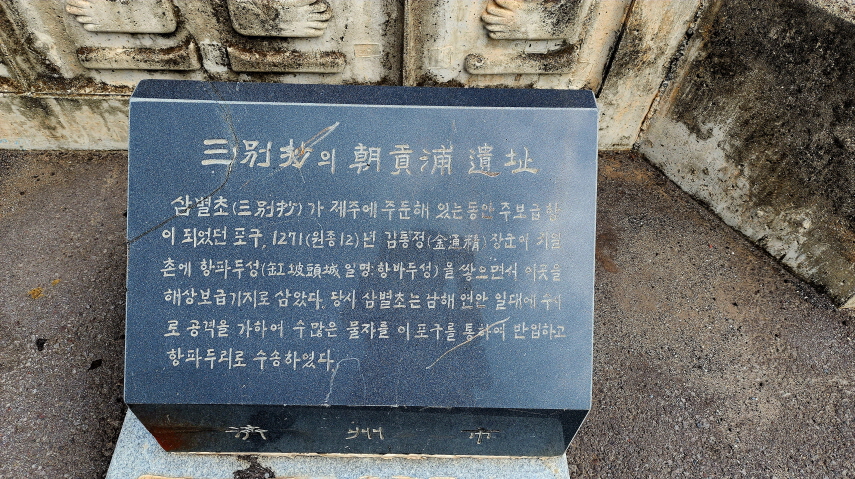 三別抄의 朝貢浦 遺址
삼별초(三別抄)가 제주에 주둔해 있는 동안 주보급항
이 되었던 포구, 1271(원종12)년 김통정(金通精) 장군이 귀일
촌에 항파두성(缸坡頭城 일명:항바두성)을 쌓으면서 이곳을
해상보급기지로 삼았다. 당시 삼별초는 남해 연안 일대에 수시
로 공격을 가하여 수많은 물자를 이 포구를 통하여 반입하고
항파두리로 수송하였다.
济州市